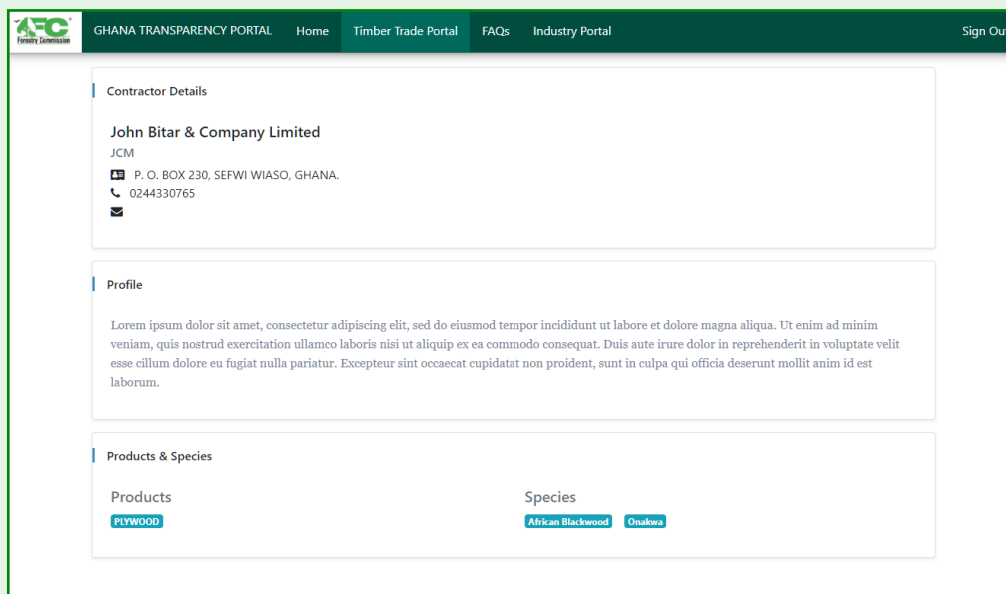 Forestry Commission
GHANA TRANSPARENCY PORTAL Home Timber Trade Portal FAQs Industry Portal Sign Out
Contractor Details
John Bitar & Company Limited
JCM
P. O. BOX 230, SEFWI WIASO, GHANA.
0244330765
Profile
Lorem ipsum dolor sit amet, consectetur adipiscing elit, sed do eiusmod tempor incididunt ut labore et dolore magna aliqua. Ut enim ad minim
veniam, quis nostrud exercitation ullamco laboris nisi ut aliquip ex ea commodo consequat. Duis aute irure dolor in reprehenderit in voluptate velit
esse cillum dolore eu fugiat nulla pariatur. Excepteur sint occaecat cupidatat non proident, sunt in culpa qui officia deserunt mollit anim id est
laborum.
Products & Species
Products Species
PLYWOOD African Blackwood Onakwa